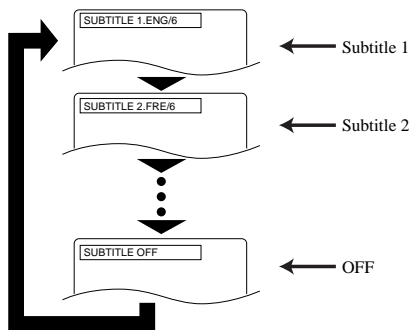 SUBTITLE 1.ENG/6
Subtitle 1
SUBTITLE 2.FRE/6
Subtitle 2
SUBTITLE OFF
OFF